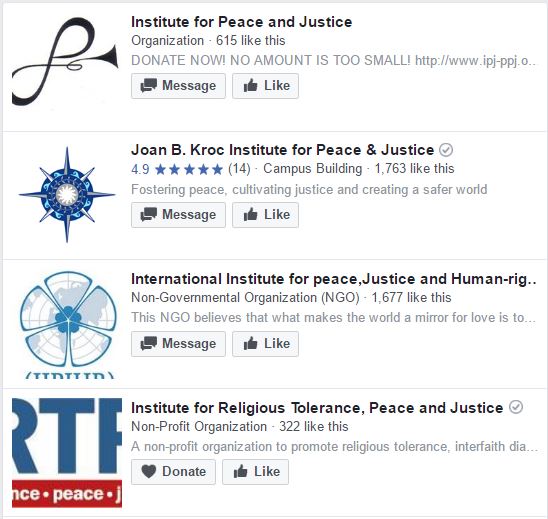 Institute for Peace and Justice
Organization · 615 like this
DONATE NOW! NO AMOUNT IS TOO SMALL! http://www.ipj-ppj.o...
Message Like
Joan B. Kroc Institute for Peace & Justice
4.9 ★★★★★ (14) · Campus Building · 1,763 like this
Fostering peace, cultivating justice and creating a safer world
Message Like
International Institute for peace,Justice and Human-rig...
Non-Governmental Organization (NGO) · 1,677 like this
This NGO believes that what makes the world a mirror for love is to...
Message Like
Institute for Religious Tolerance, Peace and Justice
Non-Profit Organization · 322 like this
A non-profit organization to promote religious tolerance, interfaith dia...
Donate Like
RTP
nce • peace • j